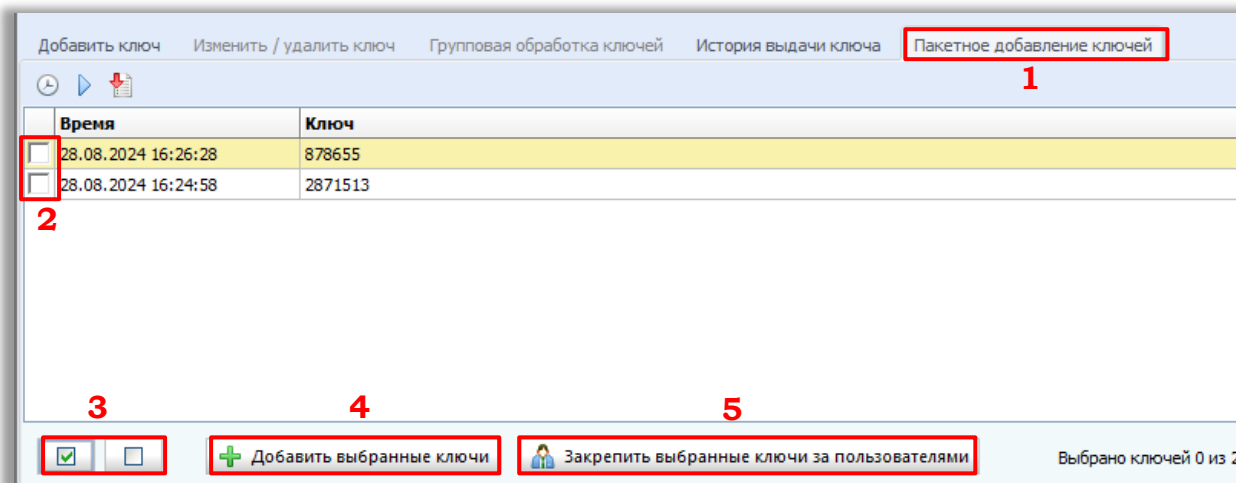 Добавить ключ Изменить / удалить ключ Групповая обработка ключей История выдачи ключа Пакетное добавление ключей
1
Время Ключ
28.08.2024 16:26:28 878655
28.08.2024 16:24:58 2871513
2
3 4 5
Добавить выбранные ключи Закрепить выбранные ключи за пользователями Выбрано ключей 0 из 2